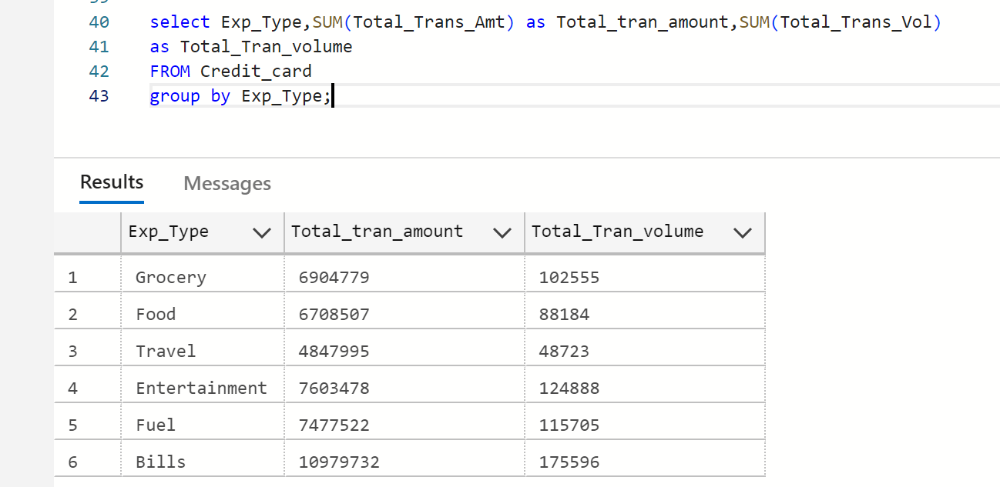 40 select Exp_Type,SUM(Total_Trans_Amt) as Total_tran_amount,SUM(Total_Trans_Vol)
41 as Total_Tran_volume
42 FROM Credit_card
43 group by Exp_Type;
Results Messages
Exp_Type Total_tran_amount Total_Tran_volume
1 Grocery 6904779 102555
2 Food 6708507 88184
3 Travel 4847995 48723
4 Entertainment 7603478 124888
5 Fuel 7477522 115705
6 Bills 10979732 175596